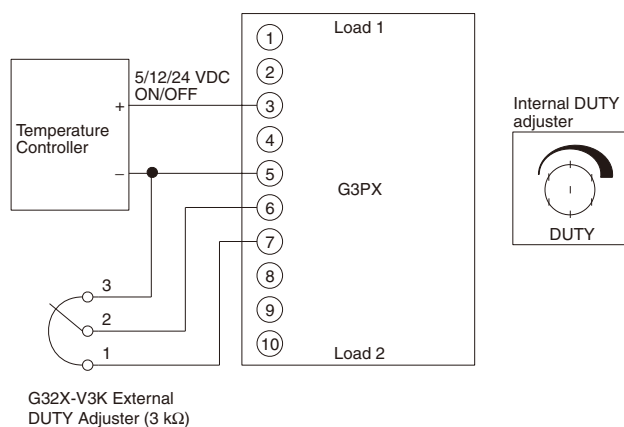 Load 1
1
2
5/12/24 VDC
ON/OFF
+
3
Temperature
Controller
4
−
5
G3PX
6
7
3
8
2
9
1
10
Load 2
G32X-V3K External
DUTY Adjuster (3 kΩ)
Internal DUTY
adjuster
DUTY